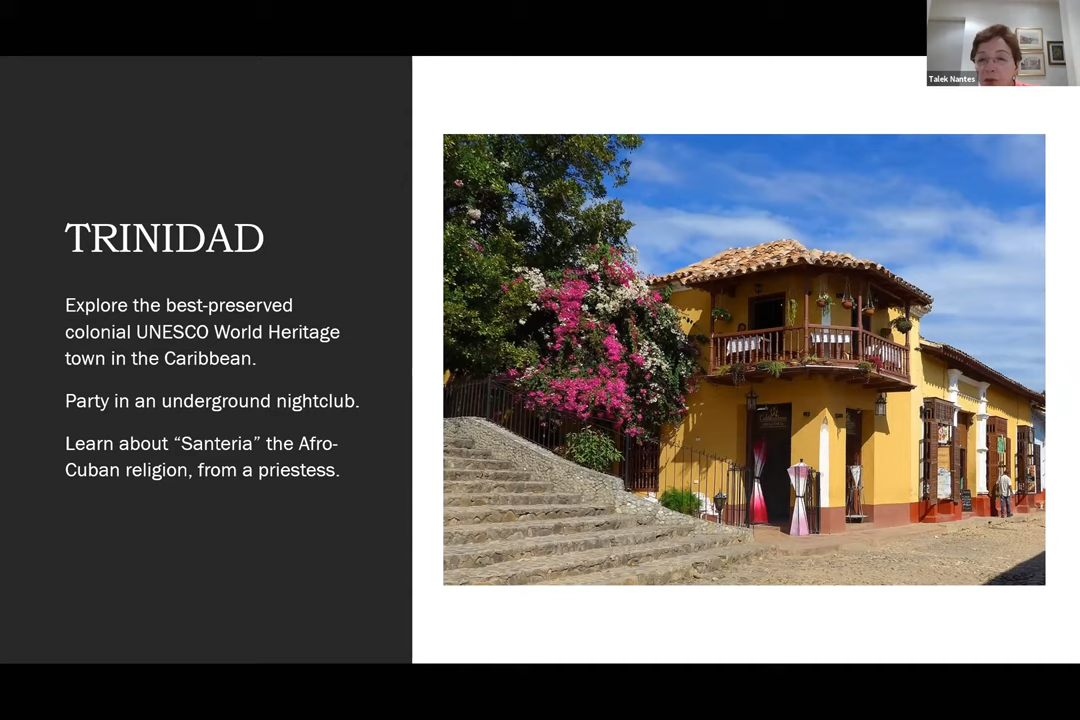 Talek Nantes
TRINIDAD
Explore the best-preserved
colonial UNESCO World Heritage
town in the Caribbean.
Party in an underground nightclub.
Learn about “Santeria” the Afro-
Cuban religion, from a priestess.